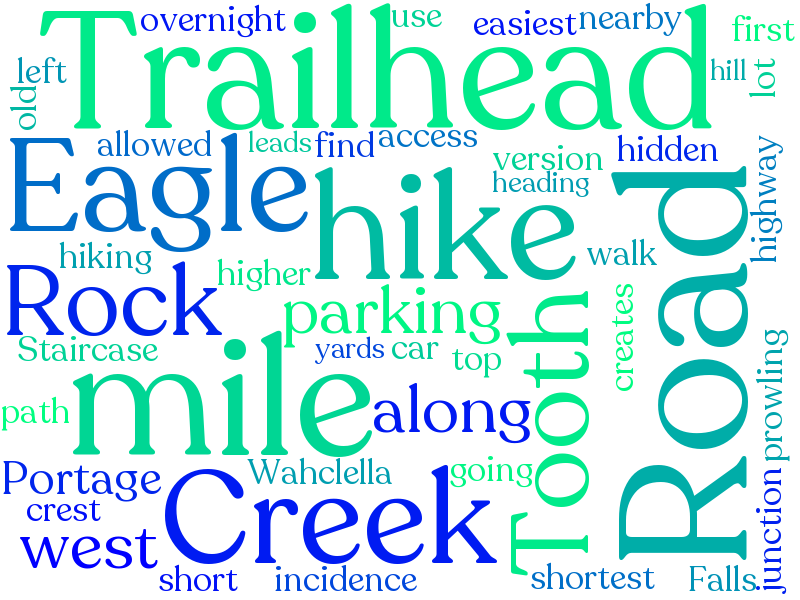 overnight
use
easiest
nearby
first
Trailhead
left
hill
lot
old
allowed
leads
find
access
version
hidden
Eagle
hike
heading
Road
highway
hiking
higher
walk
Rock
parking
Tooth
creates
Staircase
yards
car
top
prowling
mile
path
along
Portage
Wahclella
going
crest
Creek
junction
west
short
incidence
shortest
Falls